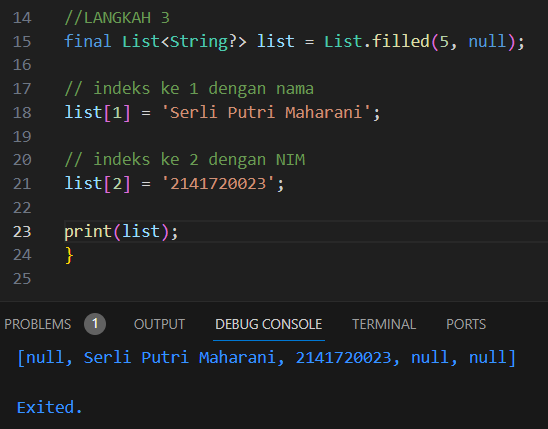 14 //LANGKAH 3
15 final List<String?> list = List.filled(5, null);
16
17 // indeks ke 1 dengan nama
18 list[1] = 'Serli Putri Maharani';
19
20 // indeks ke 2 dengan NIM
21 list[2] = '2141720023';
22
23 print(list);
24 }
25
PROBLEMS 1 OUTPUT DEBUG CONSOLE TERMINAL PORTS
[null, Serli Putri Maharani, 2141720023, null, null]
Exited.